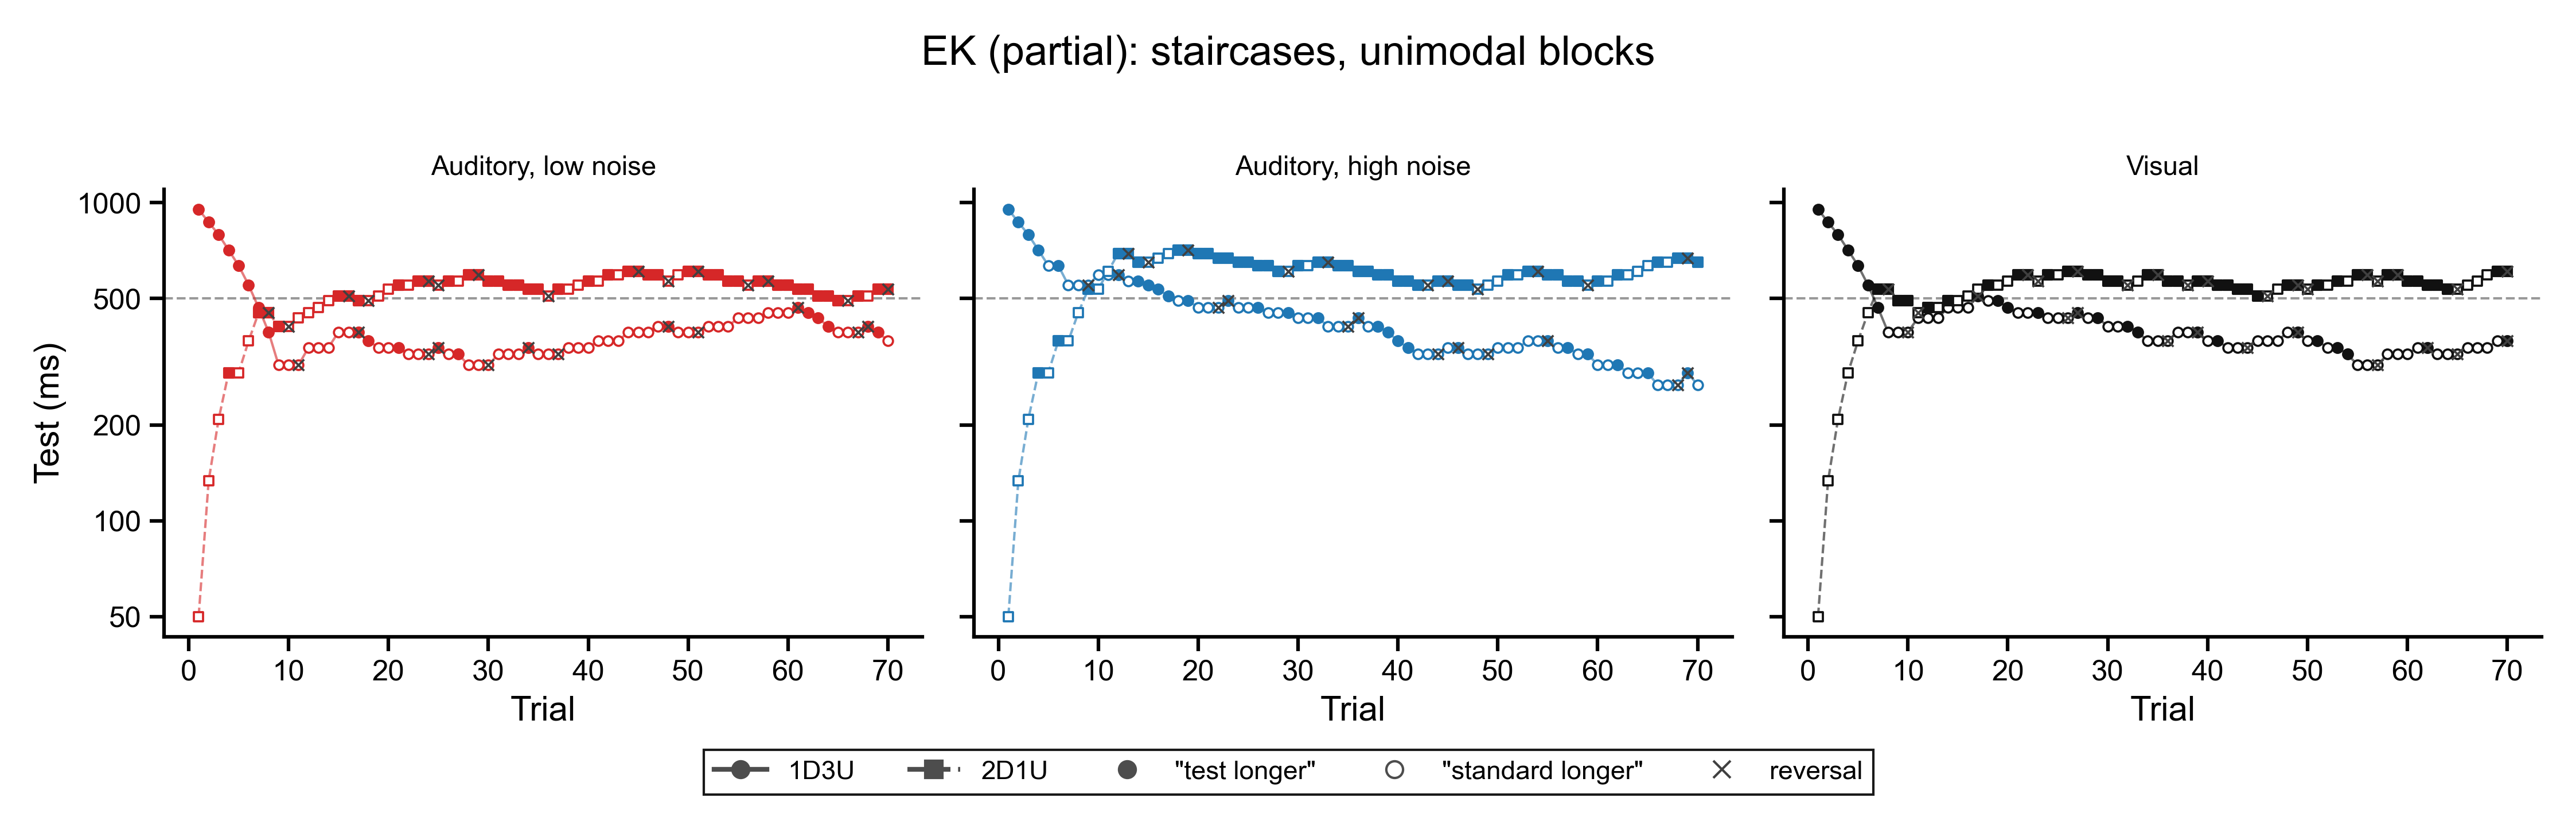 EK (partial): staircases, unimodal blocks
Auditory, low noise
Auditory, high noise
Visual
Test (ms)
1000
500
200
100
50
0 10 20 30 40 50 60 70
0 10 20 30 40 50 60 70
0 10 20 30 40 50 60 70
Trial
Trial
Trial
1D3U 2D1U "test longer" "standard longer" reversal